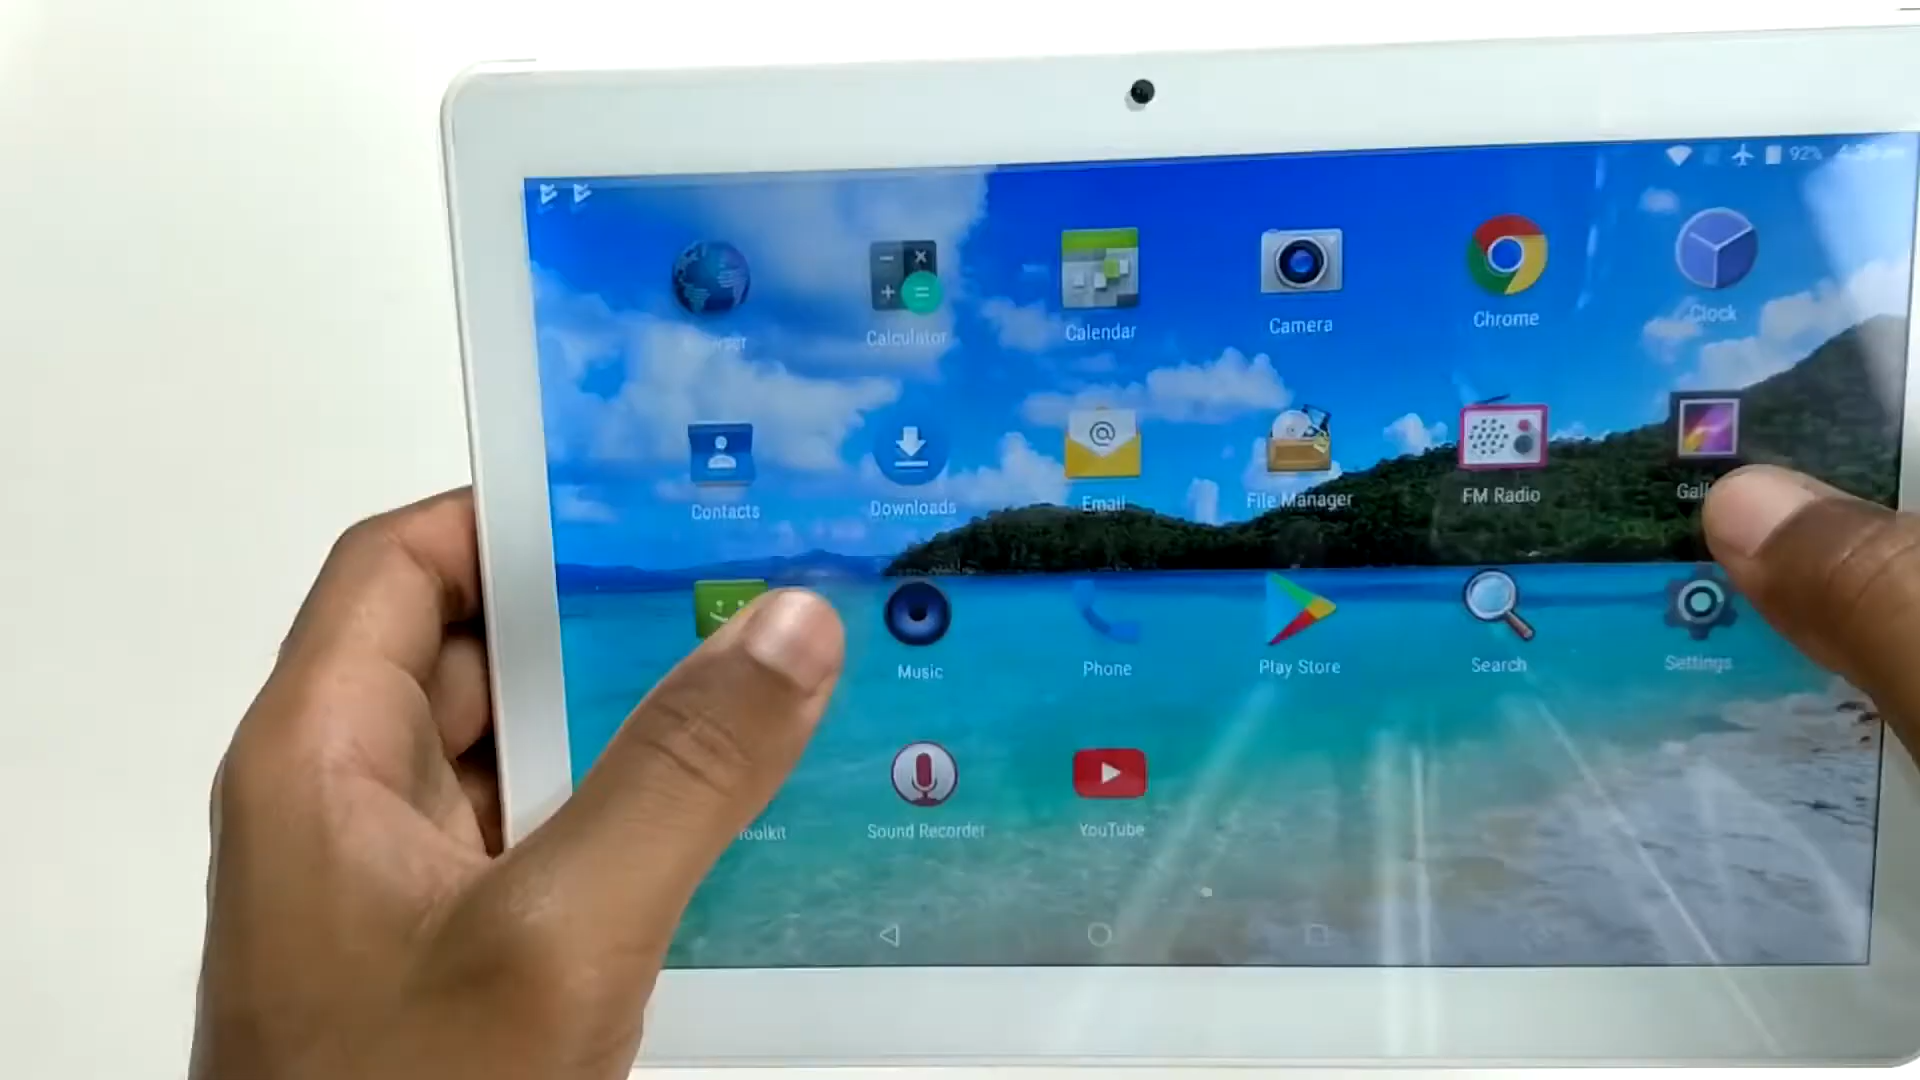 92%
Calculator
Calendar
Camera
Chrome
Clock
Contacts
Downloads
Email
File Manager
FM Radio
Music
Phone
Play Store
Search
Settings
Sound Recorder
YouTube